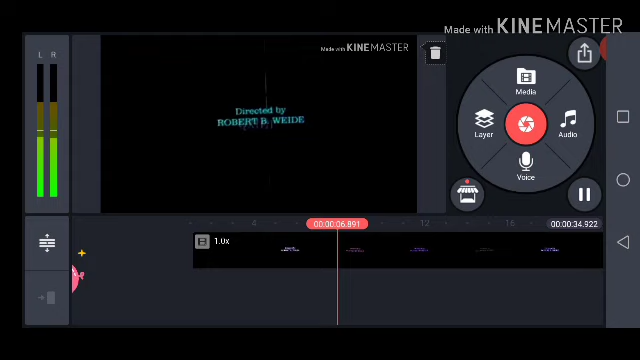 Made with KINEMASTER
L R
Made with KINEMASTER
Directed by
ROBERT B. WEIDE
Media
Layer
Audio
Voice
4
00:00:06.891
12
16
00:00:34.922
1.0x